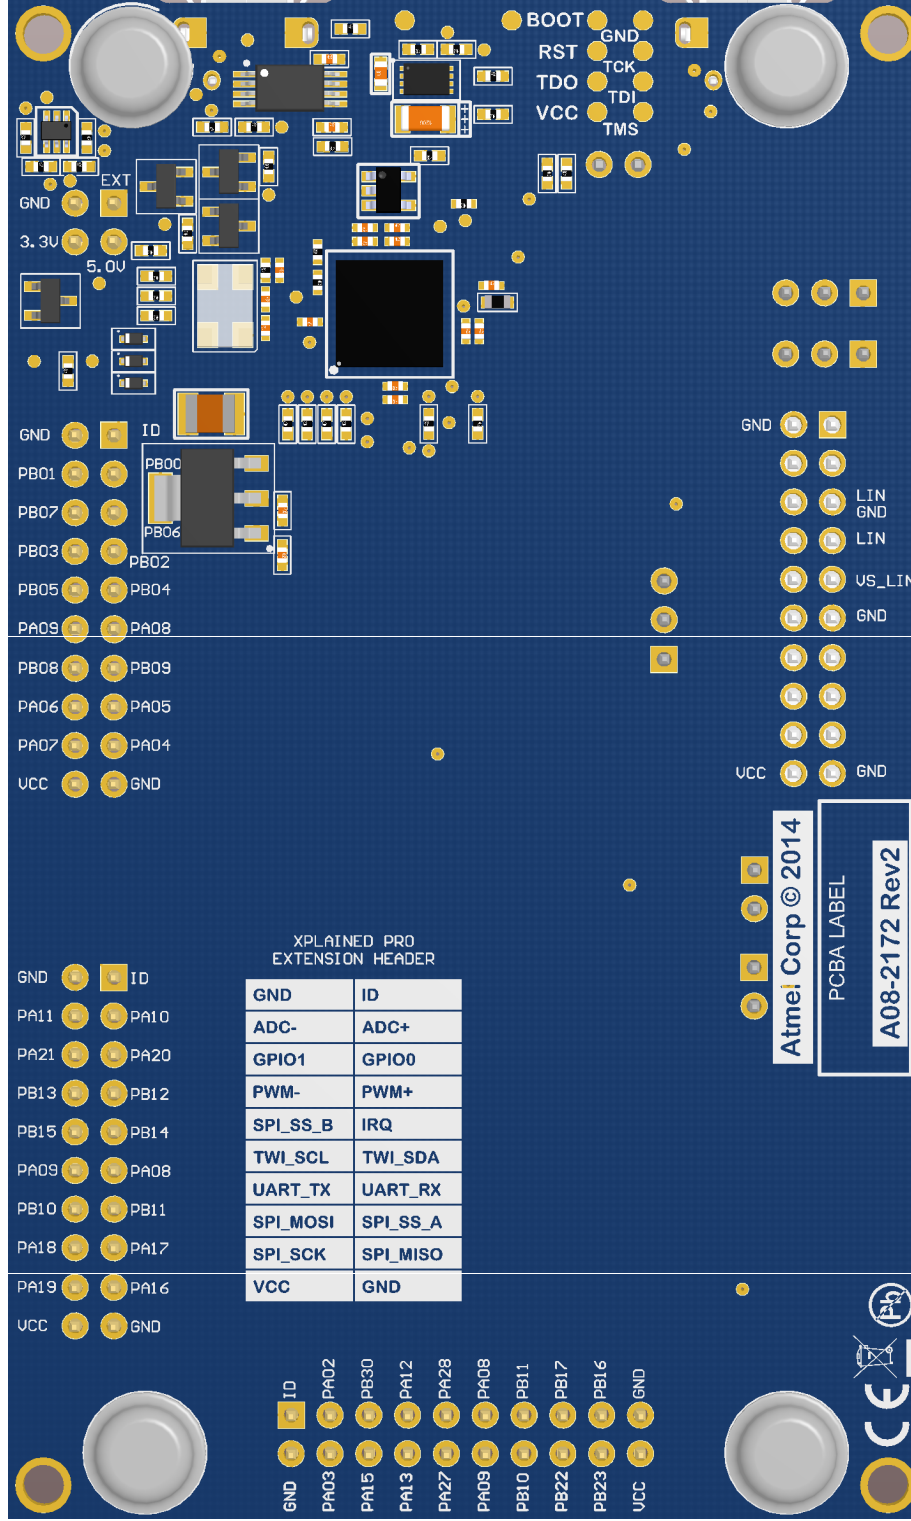 BOOT
GND
RST
TCK
TDO
TDI
VCC
TMS
EXT
GND
3.3V
5.0V
GND ID
PB00
PB01
PB07
PB06
PB03
PB02
PB05 PB04
PA09 PA08
PB08 PB09
PA06 PA05
PA07 PA04
VCC GND
GND
LIN
GND
LIN
VS_LIN
GND
VCC GND
Atmel Corp © 2014
PCBA LABEL
A08-2172 Rev2
XPLAINED PRO
EXTENSION HEADER
GND ID
ADC- ADC+
GPIO1 GPIO0
PWM- PWM+
SPI_SS_B IRQ
TWI_SCL TWI_SDA
UART_TX UART_RX
SPI_MOSI SPI_SS_A
SPI_SCK SPI_MISO
VCC GND
GND ID
PA11 PA10
PA21 PA20
PB13 PB12
PB15 PB14
PA09 PA08
PB10 PB11
PA18 PA17
PA19 PA16
VCC GND
Pb
CE
ID PA02 PB30 PA12 PA28 PA08 PB11 PB17 PB16 GND
GND PA03 PA15 PA13 PA27 PA09 PB10 PB22 PB23 VCC